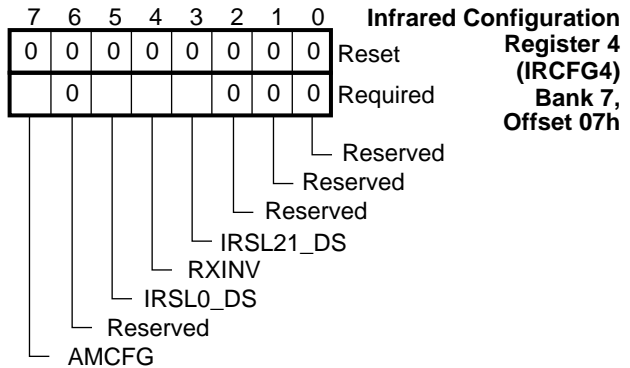 7 6 5 4 3 2 1 0
Infrared Configuration
Register 4
(IRCFG4)
Bank 7,
Offset 07h
0 0 0 0 0 0 0 0 Reset
0 0 0 0 Required
Reserved
Reserved
Reserved
IRSL21_DS
RXINV
IRSL0_DS
Reserved
AMCFG